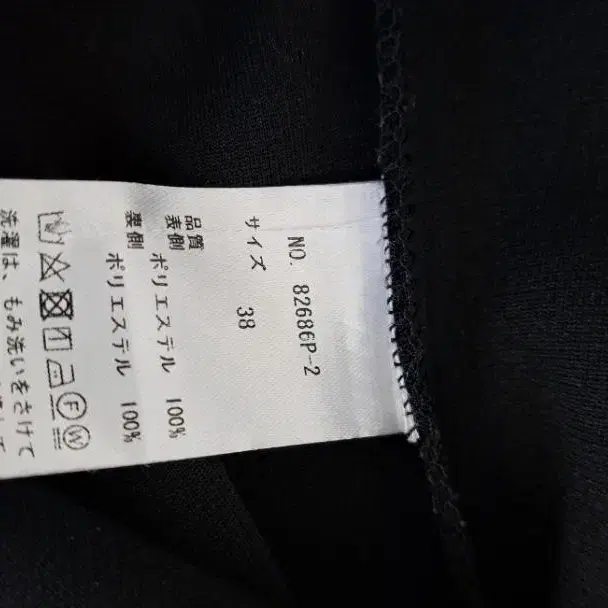 NO. 82686P-2
サイズ 38
品質
表側 ポリエステル 100%
裏側 ポリエステル 100%
F W
洗濯は、もみ洗いをさけて